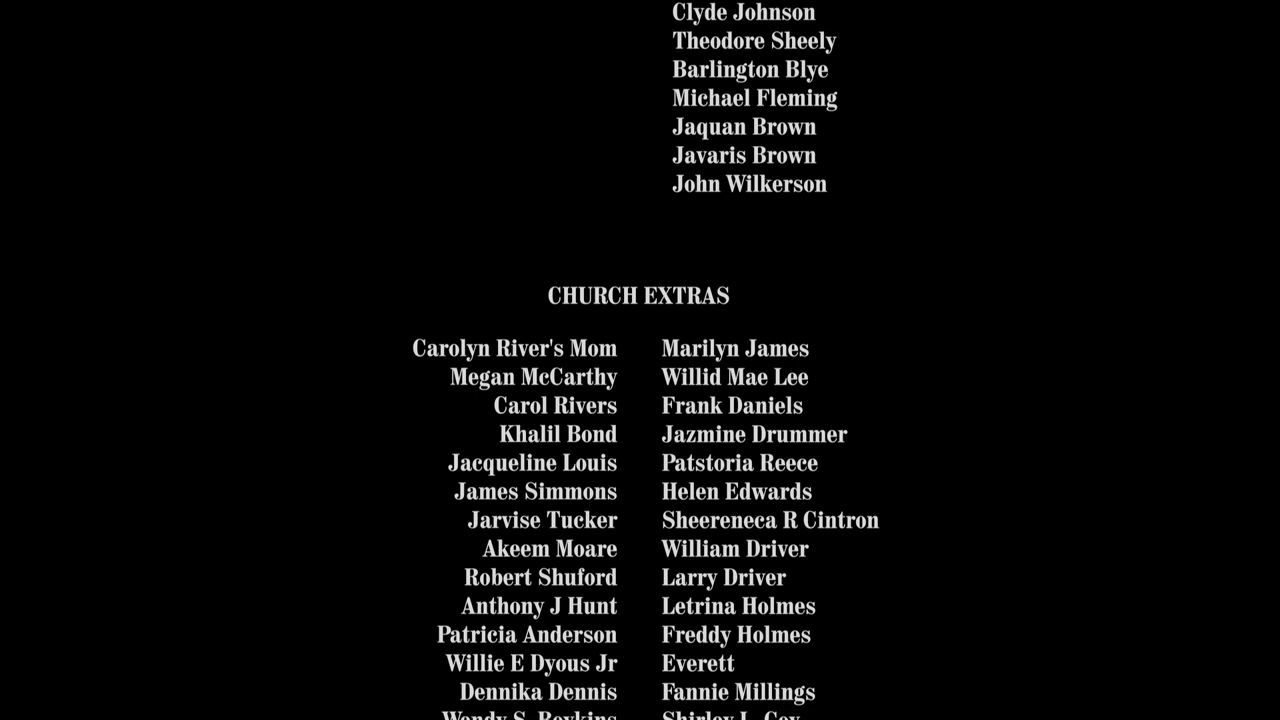 Clyde Johnson
Theodore Sheely
Barlington Blye
Michael Fleming
Jaquan Brown
Javaris Brown
John Wilkerson
CHURCH EXTRAS
Carolyn River's Mom Marilyn James
Megan McCarthy Willid Mae Lee
Carol Rivers Frank Daniels
Khalil Bond Jazmine Drummer
Jacqueline Louis Patstoria Reece
James Simmons Helen Edwards
Jarvise Tucker Sheereneca R Cintron
Akeem Moare William Driver
Robert Shuford Larry Driver
Anthony J Hunt Letrina Holmes
Patricia Anderson Freddy Holmes
Willie E Dyous Jr Everett
Dennika Dennis Fannie Millings
Wendy S. Boykins Shirley L.